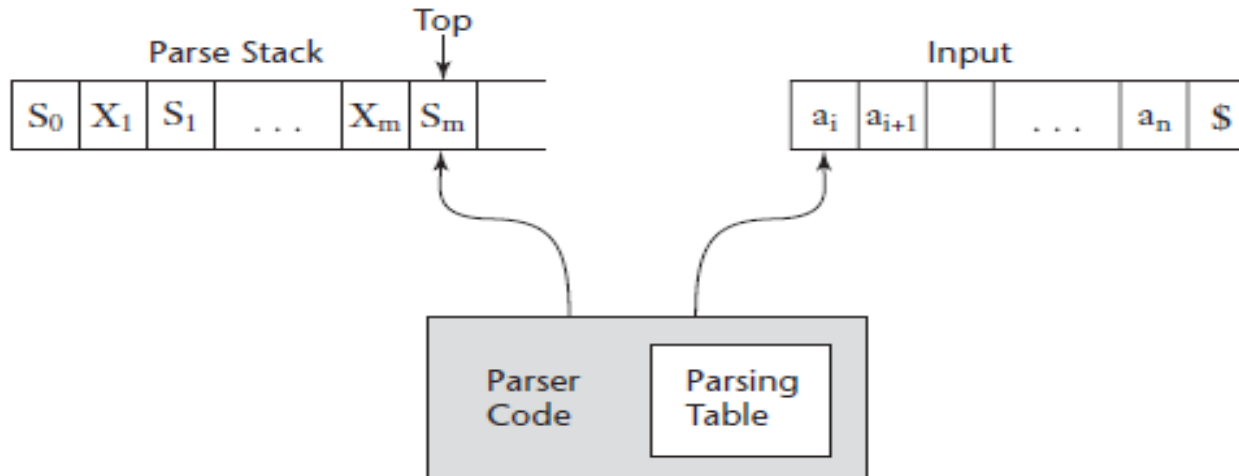 Top
Parse Stack
Input
S₀ X₁ S₁ . . . Xₘ Sₘ
aᵢ aᵢ₊₁ . . . aₙ $
Parser
Code
Parsing
Table